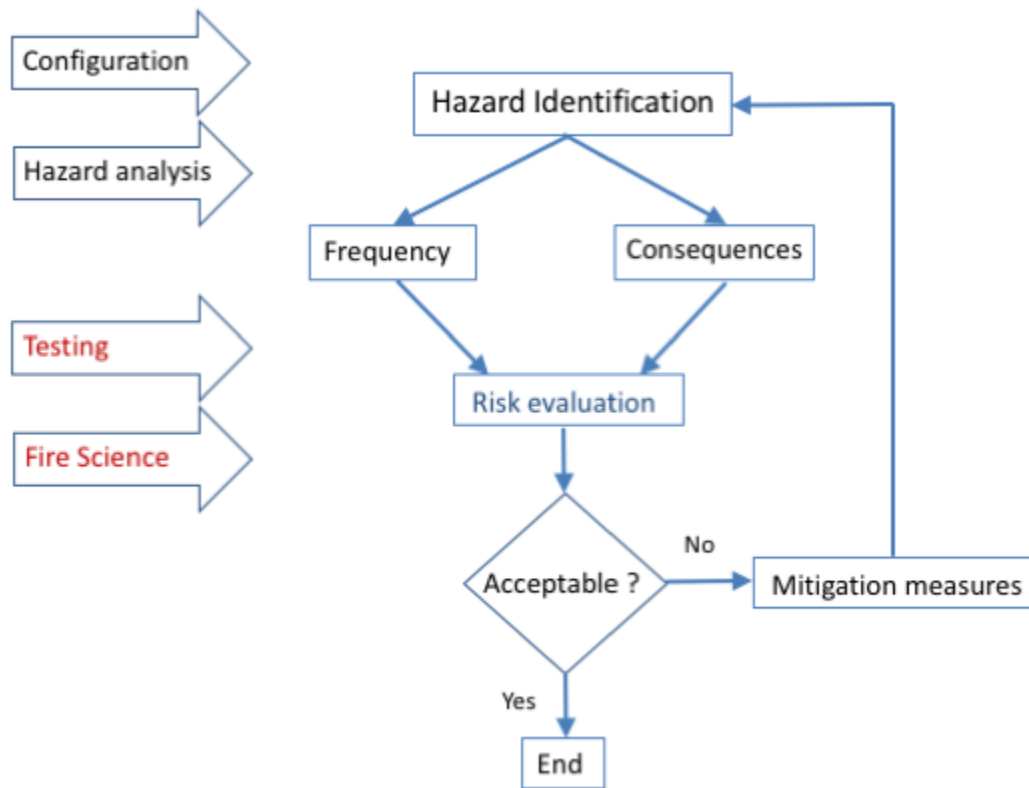 Configuration
Hazard analysis
Testing
Fire Science
Hazard Identification
Frequency
Consequences
Risk evaluation
Acceptable ?
No
Mitigation measures
Yes
End